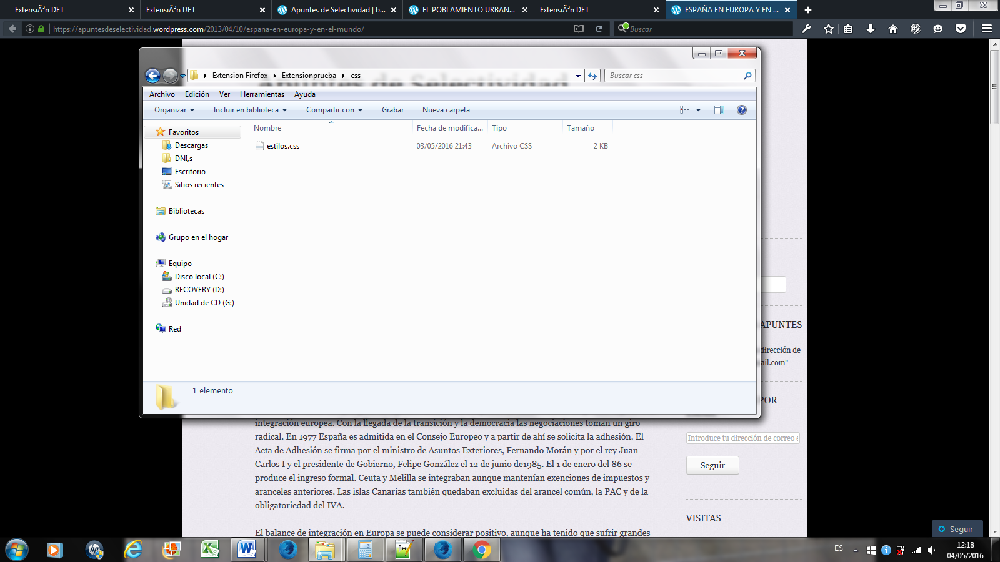 ExtensiÃ³n DET
ExtensiÃ³n DET
Apuntes de Selectividad | b...
EL POBLAMIENTO URBAN...
ExtensiÃ³n DET
ESPAÑA EN EUROPA Y EN ...
https://apuntesdeselectividad.wordpress.com/2013/04/10/espana-en-europa-y-en-el-mundo/
Buscar
Extension Firefox
Extensionprueba
css
Buscar css
Apuntes de Selectividad
Archivo Edición Ver Herramientas Ayuda
Organizar Incluir en biblioteca Compartir con Grabar Nueva carpeta
Nombre Fecha de modifica... Tipo Tamaño
estilos.css 03/05/2016 21:43 Archivo CSS 2 KB
Favoritos
Descargas
DNI,s
Escritorio
Sitios recientes
Bibliotecas
Grupo en el hogar
Equipo
Disco local (C:)
RECOVERY (D:)
Unidad de CD (G:)
Red
1 elemento
APUNTES
dirección de
ail.com"
POR
Introduce tu dirección de correo e
Seguir
VISITAS
integración europea. Con la llegada de la transición y la democracia las negociaciones toman un giro
radical. En 1977 España es admitida en el Consejo Europeo y a partir de ahí se solicita la adhesión. El
Acta de Adhesión se firma por el ministro de Asuntos Exteriores, Fernando Morán y por el rey Juan
Carlos I y el presidente de Gobierno, Felipe González el 12 de junio de1985. El 1 de enero del 86 se
produce el ingreso formal. Ceuta y Melilla se integraban aunque mantenían exenciones de impuestos y
aranceles anteriores. Las islas Canarias también quedaban excluidas del arancel común, la PAC y de la
obligatoriedad del IVA.
El balance de integración en Europa se puede considerar positivo, aunque ha tenido que sufrir grandes
Seguir
ES
12:18
04/05/2016